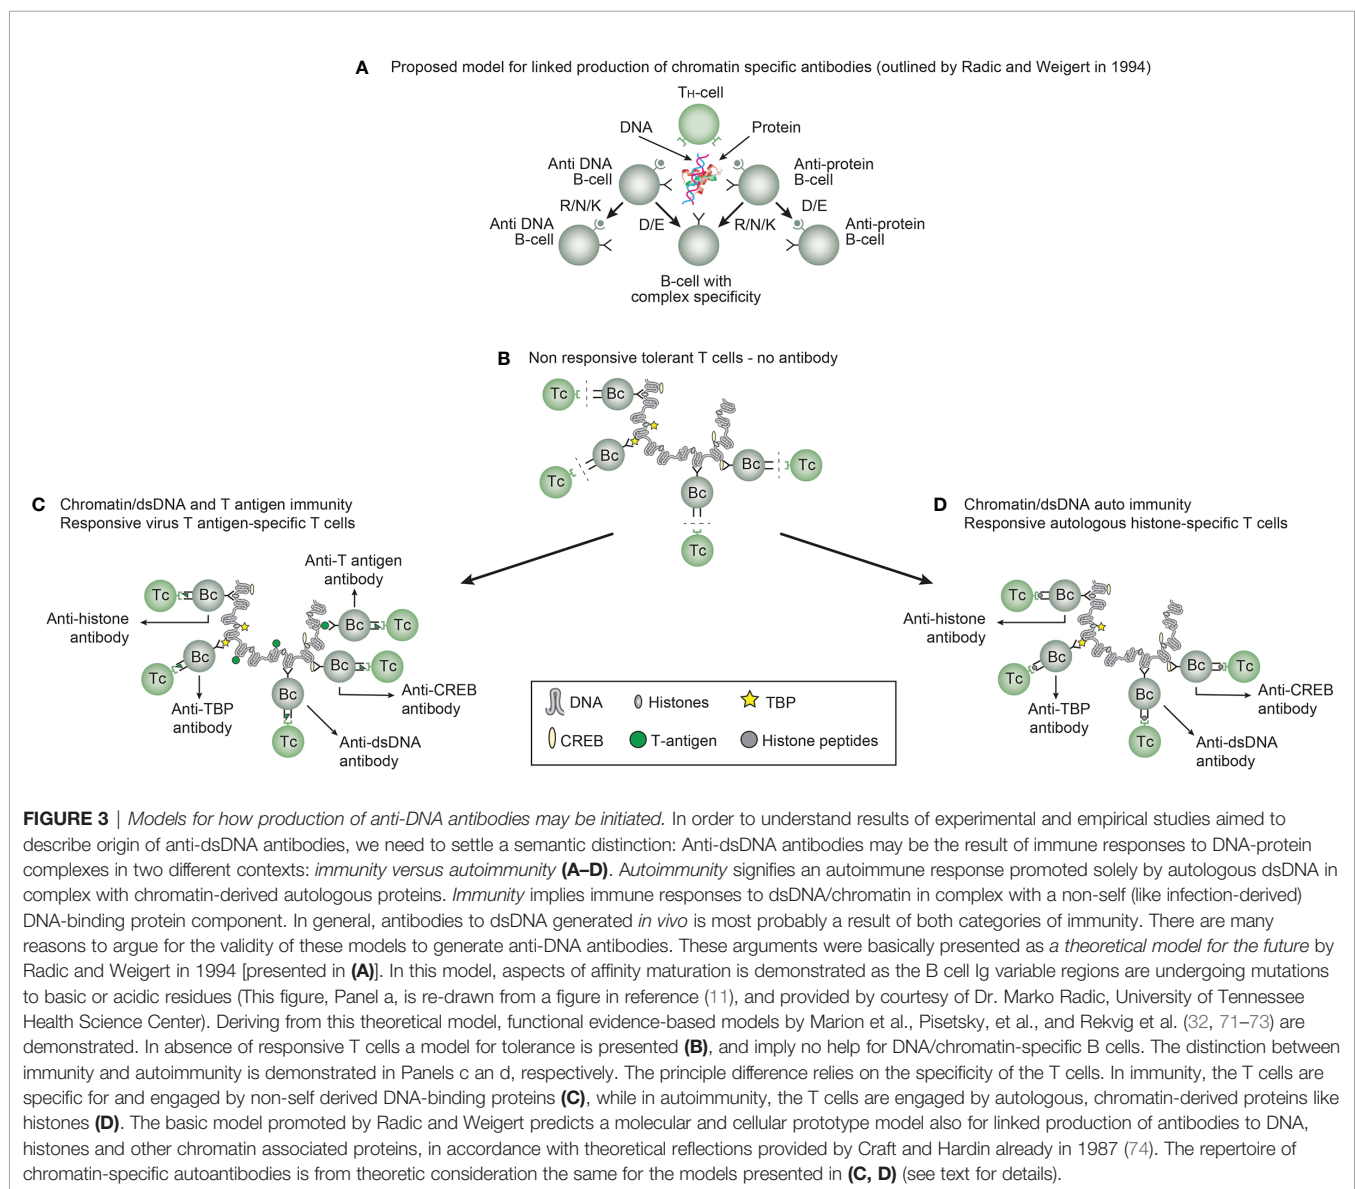 A Proposed model for linked production of chromatin specific antibodies (outlined by Radic and Weigert in 1994)
TH-cell
DNA
Protein
Anti DNA
B-cell
Anti-protein
B-cell
R/N/K
D/E
R/N/K
D/E
Anti DNA
B-cell
Anti-protein
B-cell
B-cell with
complex specificity
B Non responsive tolerant T cells - no antibody
Tc
Bc
Bc
Tc
Bc
Tc
Bc
Tc
C Chromatin/dsDNA and T antigen immunity
Responsive virus T antigen-specific T cells
Anti-T antigen
antibody
Tc
Bc
Anti-histone
antibody
Bc
Tc
Bc
Tc
Bc
Tc
Anti-TBP
antibody
Bc
Tc
Anti-CREB
antibody
Anti-dsDNA
antibody
D Chromatin/dsDNA auto immunity
Responsive autologous histone-specific T cells
Tc
Bc
Anti-histone
antibody
Bc
Tc
Bc
Tc
Anti-TBP
antibody
Bc
Tc
Anti-CREB
antibody
Anti-dsDNA
antibody
DNA
Histones
TBP
CREB
T-antigen
Histone peptides
FIGURE 3 | Models for how production of anti-DNA antibodies may be initiated. In order to understand results of experimental and empirical studies aimed to
describe origin of anti-dsDNA antibodies, we need to settle a semantic distinction: Anti-dsDNA antibodies may be the result of immune responses to DNA-protein
complexes in two different contexts: immunity versus autoimmunity (A–D). Autoimmunity signifies an autoimmune response promoted solely by autologous dsDNA in
complex with chromatin-derived autologous proteins. Immunity implies immune responses to dsDNA/chromatin in complex with a non-self (like infection-derived)
DNA-binding protein component. In general, antibodies to dsDNA generated in vivo is most probably a result of both categories of immunity. There are many
reasons to argue for the validity of these models to generate anti-DNA antibodies. These arguments were basically presented as a theoretical model for the future by
Radic and Weigert in 1994 [presented in (A)]. In this model, aspects of affinity maturation is demonstrated as the B cell Ig variable regions are undergoing mutations
to basic or acidic residues (This figure, Panel a, is re-drawn from a figure in reference (11), and provided by courtesy of Dr. Marko Radic, University of Tennessee
Health Science Center). Deriving from this theoretical model, functional evidence-based models by Marion et al., Pisetsky, et al., and Rekvig et al. (32, 71–73) are
demonstrated. In absence of responsive T cells a model for tolerance is presented (B), and imply no help for DNA/chromatin-specific B cells. The distinction between
immunity and autoimmunity is demonstrated in Panels c an d, respectively. The principle difference relies on the specificity of the T cells. In immunity, the T cells are
specific for and engaged by non-self derived DNA-binding proteins (C), while in autoimmunity, the T cells are engaged by autologous, chromatin-derived proteins like
histones (D). The basic model promoted by Radic and Weigert predicts a molecular and cellular prototype model also for linked production of antibodies to DNA,
histones and other chromatin associated proteins, in accordance with theoretical reflections provided by Craft and Hardin already in 1987 (74). The repertoire of
chromatin-specific autoantibodies is from theoretic consideration the same for the models presented in (C, D) (see text for details).